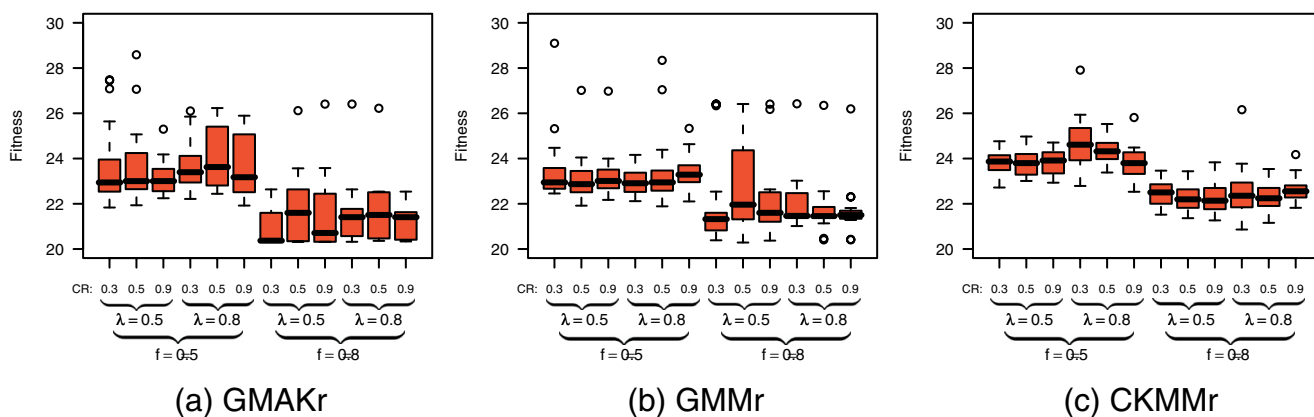 Fitness
30
28
26
24
22
20
CR: 0.3 0.5 0.9 0.3 0.5 0.9 0.3 0.5 0.9 0.3 0.5 0.9
λ = 0.5 λ = 0.8 λ = 0.5 λ = 0.8
f = 0.5 f = 0.8
(a) GMAKr
Fitness
30
28
26
24
22
20
CR: 0.3 0.5 0.9 0.3 0.5 0.9 0.3 0.5 0.9 0.3 0.5 0.9
λ = 0.5 λ = 0.8 λ = 0.5 λ = 0.8
f = 0.5 f = 0.8
(b) GMMr
Fitness
30
28
26
24
22
20
CR: 0.3 0.5 0.9 0.3 0.5 0.9 0.3 0.5 0.9 0.3 0.5 0.9
λ = 0.5 λ = 0.8 λ = 0.5 λ = 0.8
f = 0.5 f = 0.8
(c) CKMMr